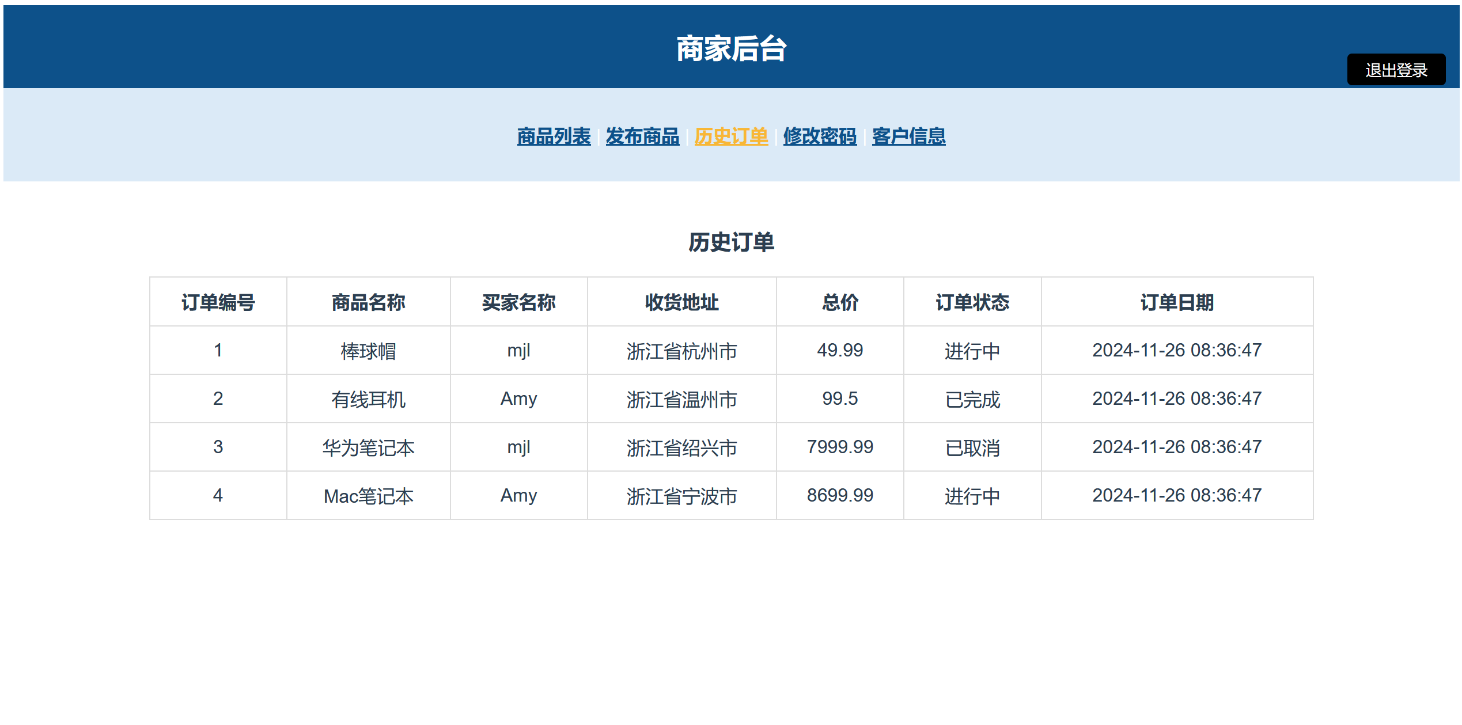 商家后台
退出登录
商品列表 | 发布商品 | 历史订单 | 修改密码 | 客户信息
历史订单
订单编号 商品名称 买家名称 收货地址 总价 订单状态 订单日期
1 棒球帽 mjl 浙江省杭州市 49.99 进行中 2024-11-26 08:36:47
2 有线耳机 Amy 浙江省温州市 99.5 已完成 2024-11-26 08:36:47
3 华为笔记本 mjl 浙江省绍兴市 7999.99 已取消 2024-11-26 08:36:47
4 Mac笔记本 Amy 浙江省宁波市 8699.99 进行中 2024-11-26 08:36:47